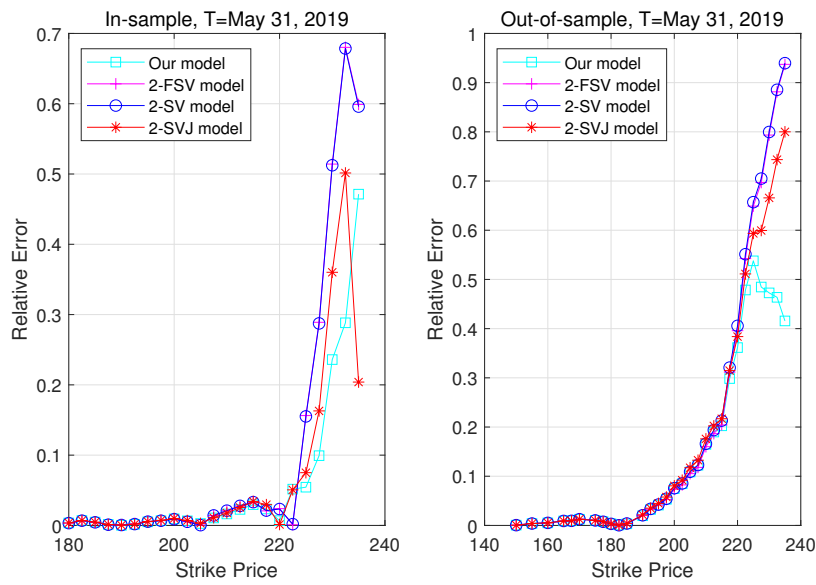 In-sample, T=May 31, 2019
0.7
0.6
0.5
0.4
0.3
0.2
0.1
0
180
200
220
240
Relative Error
Strike Price
Our model
2-FSV model
2-SV model
2-SVJ model
Out-of-sample, T=May 31, 2019
1
0.9
0.8
0.7
0.6
0.5
0.4
0.3
0.2
0.1
0
140
160
180
200
220
240
Relative Error
Strike Price
Our model
2-FSV model
2-SV model
2-SVJ model